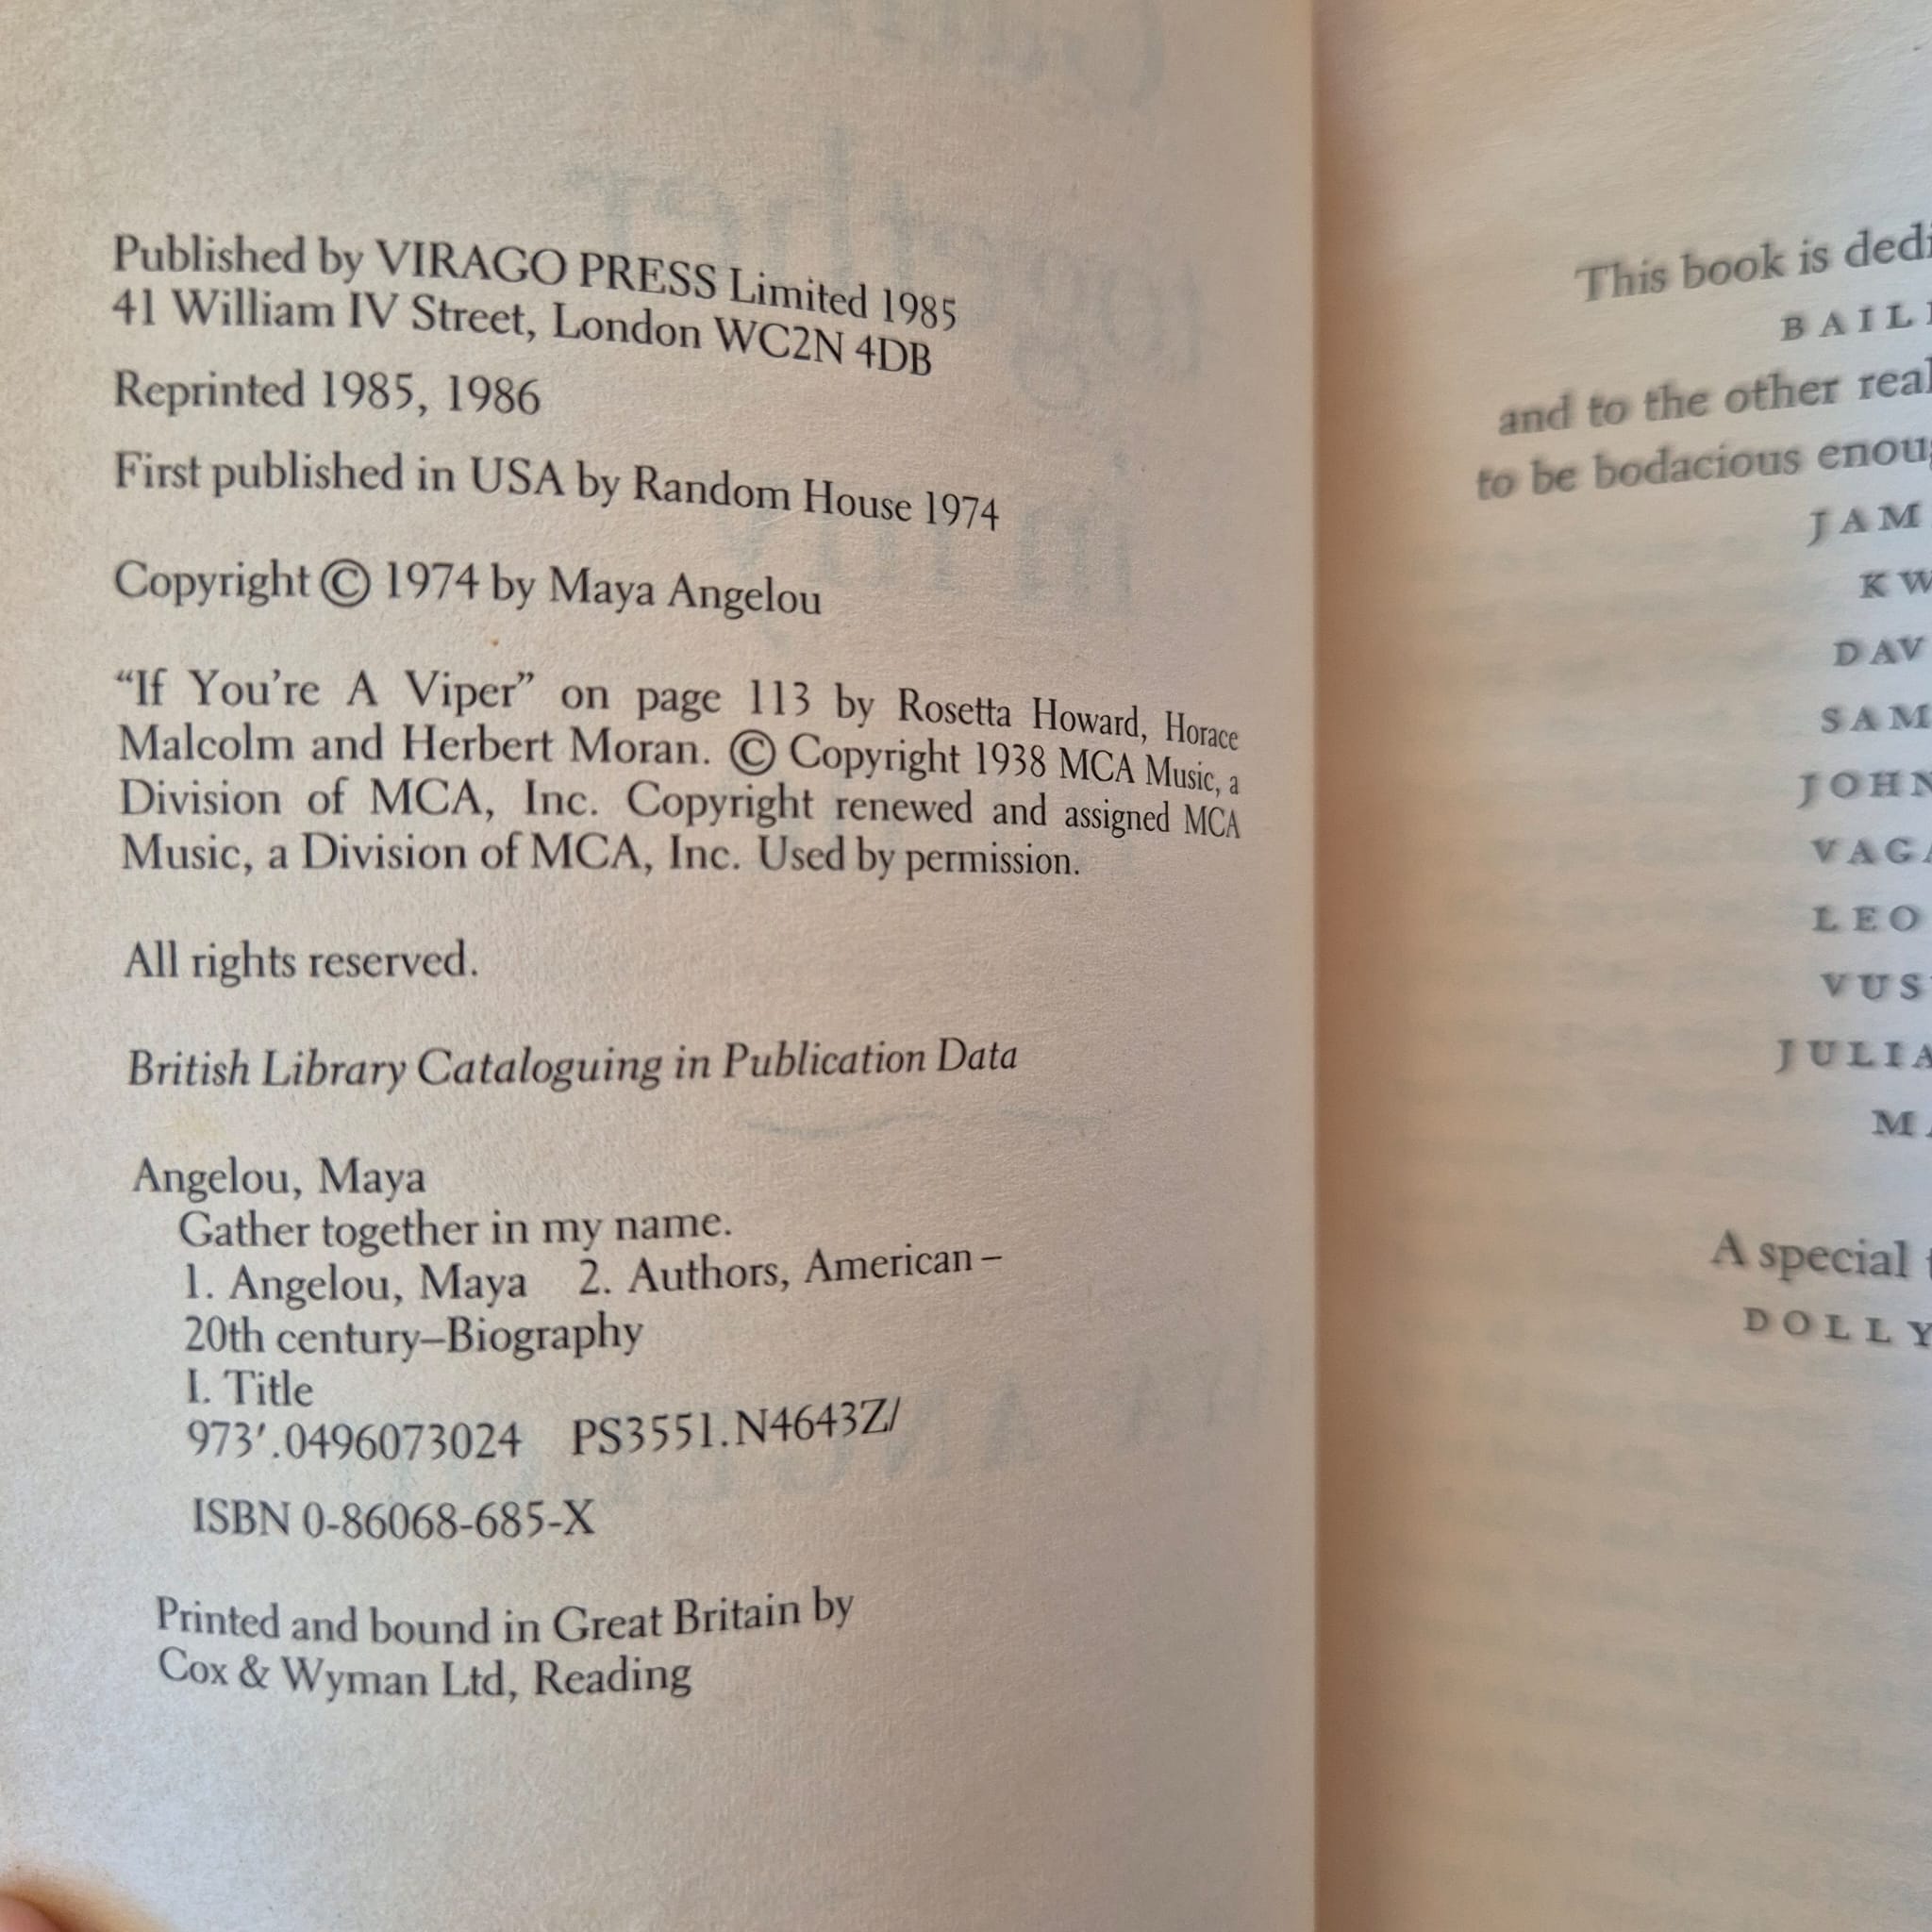 Published by VIRAGO PRESS Limited 1985
41 William IV Street, London WC2N 4DB
Reprinted 1985, 1986
First published in USA by Random House 1974
Copyright © 1974 by Maya Angelou
“If You're A Viper” on page 113 by Rosetta Howard, Horace
Malcolm and Herbert Moran. © Copyright 1938 MCA Music, a
Division of MCA, Inc. Copyright renewed and assigned MCA
Music, a Division of MCA, Inc. Used by permission.
All rights reserved.
British Library Cataloguing in Publication Data
Angelou, Maya
Gather together in my name.
1. Angelou, Maya 2. Authors, American –
20th century–Biography
I. Title
973′.0496073024 PS3551.N4643Z/
ISBN 0-86068-685-X
Printed and bound in Great Britain by
Cox & Wyman Ltd, Reading
This book is dedi
BAIL
and to the other real
to be bodacious enoug
JAM
KW
DAV
SAM
JOHN
VAGA
LEO
VUS
JULIA
MA
A special
DOLLY